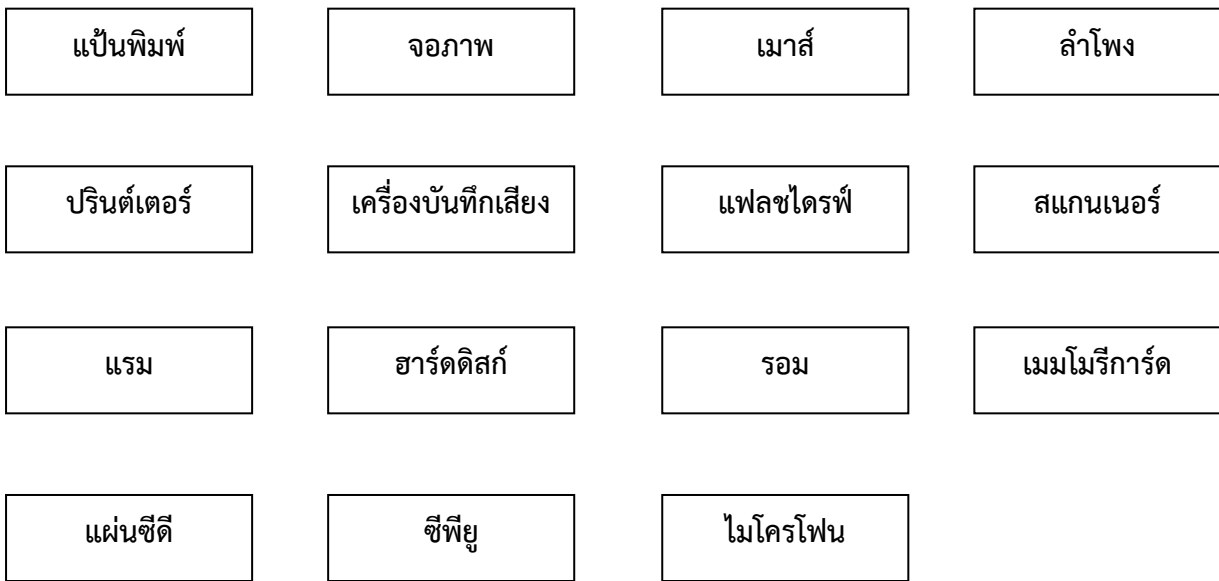 แป้นพิมพ์ จอภาพ เมาส์ ลำโพง
ปรินต์เตอร์ เครื่องบันทึกเสียง แฟลชไดรฟ์ สแกนเนอร์
แรม ฮาร์ดดิสก์ รอม เมมโมรีการ์ด
แผ่นซีดี ซีพียู ไมโครโฟน